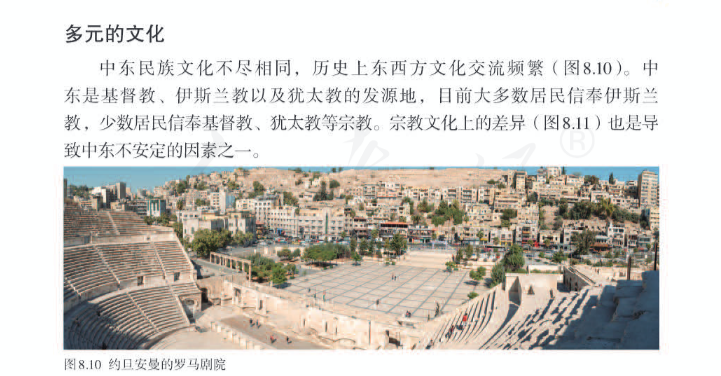 多元的文化
中东民族文化不尽相同，历史上东西方文化交流频繁（图8.10）。中
东是基督教、伊斯兰教以及犹太教的发源地，目前大多数居民信奉伊斯兰
教，少数居民信奉基督教、犹太教等宗教。宗教文化上的差异（图8.11）也是导
致中东不安定的因素之一。
图8.10 约旦安曼的罗马剧院